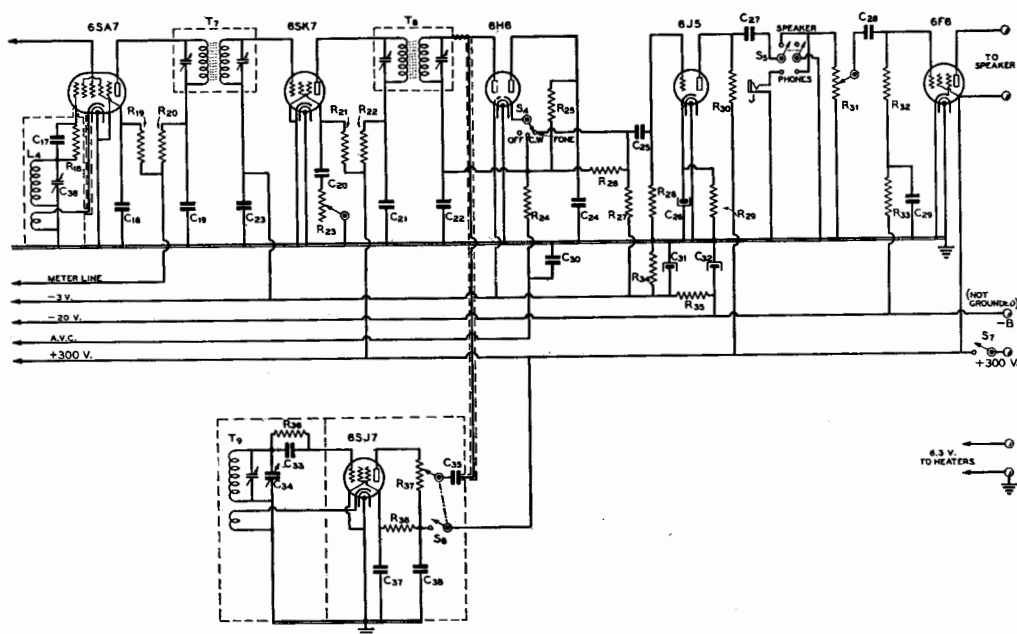 6SA7
T7
6SK7
T8
6H6
6J5
C27
SPEAKER
S5
PHONES
J
C28
6F6
TO
SPEAKER
C17
L4
R18
C38
R19
R20
C18
C19
C23
R21
R22
C20
R23
C21
C22
S4
OFF C.W FONE
R25
R24
C30
C24
R26
C25
R27
R28
C26
R29
R30
R31
R32
R33
C29
C31
C32
R34
R35
METER LINE
-3 V.
-20 V.
A.V.C.
+300 V.
(NOT
GROUNDED)
-B
S7
+300 V.
T9
R36
C33
C34
6SJ7
R37
C35
R36
S6
C37
C38
6.3 V.
TO HEATERS